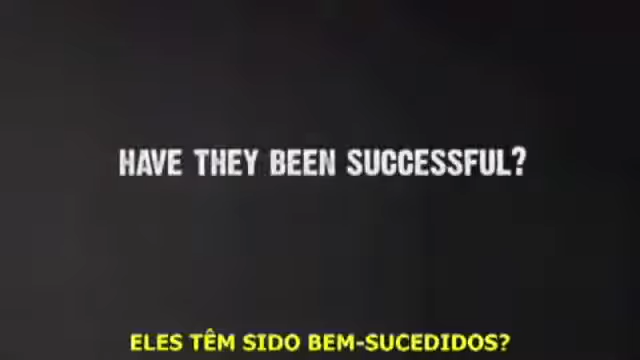 HAVE THEY BEEN SUCCESSFUL?
ELES TÊM SIDO BEM-SUCEDIDOS?